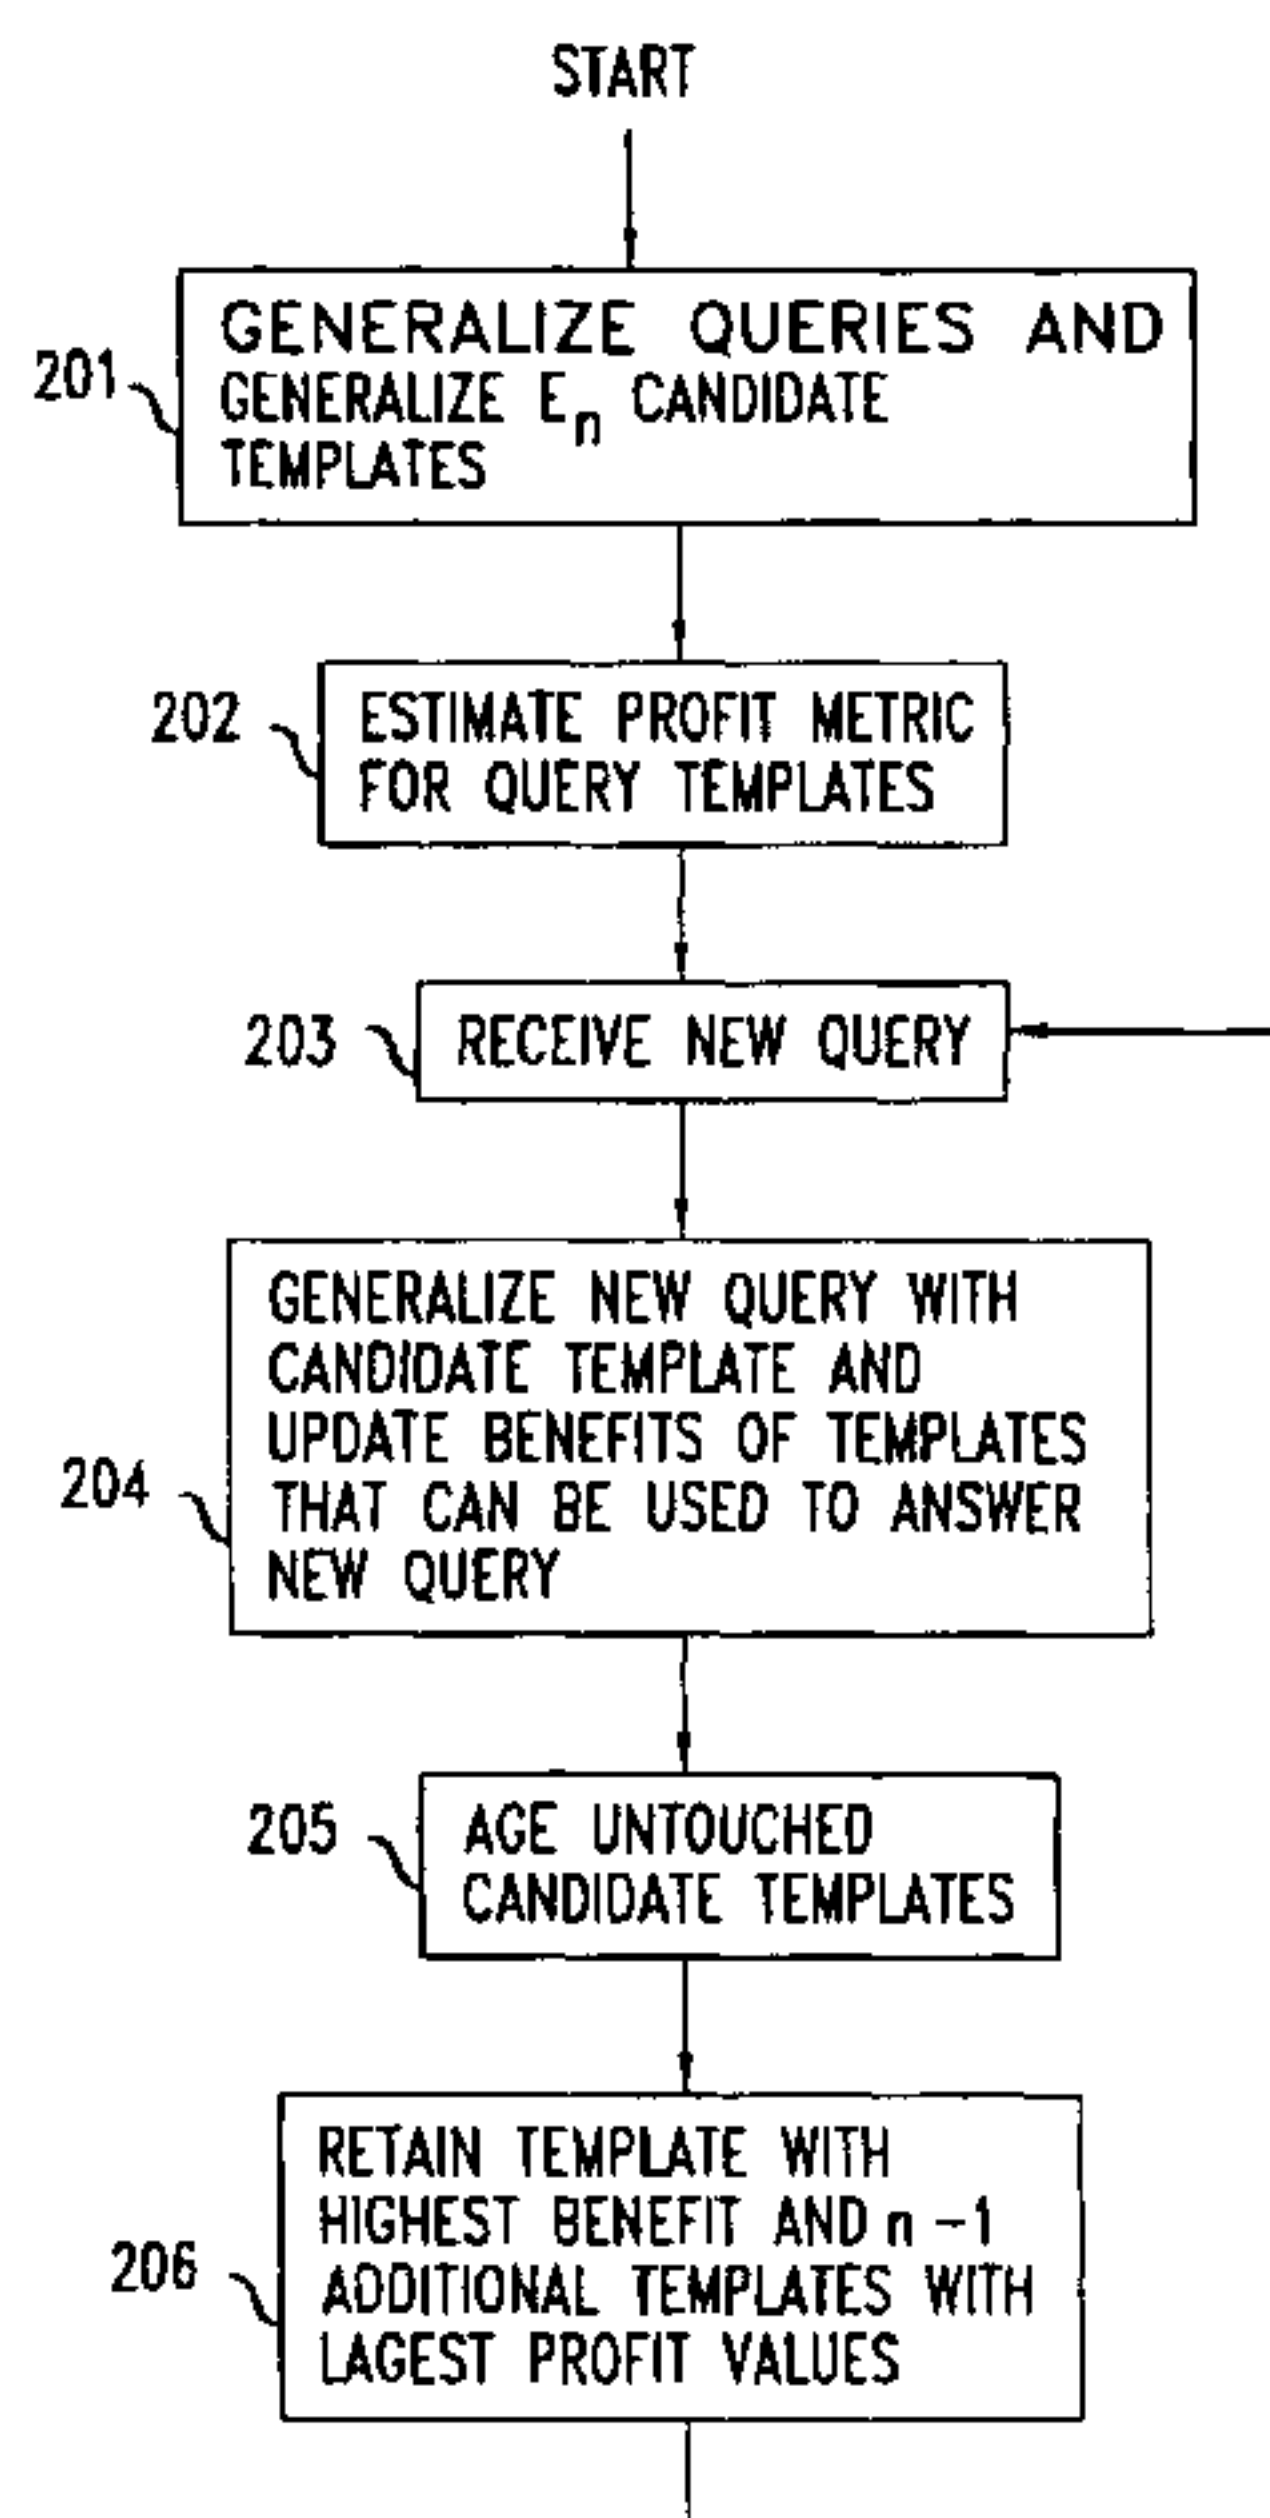 START
201
GENERALIZE QUERIES AND
GENERALIZE En CANDIDATE
TEMPLATES
202
ESTIMATE PROFIT METRIC
FOR QUERY TEMPLATES
203
RECEIVE NEW QUERY
204
GENERALIZE NEW QUERY WITH
CANDIDATE TEMPLATE AND
UPDATE BENEFITS OF TEMPLATES
THAT CAN BE USED TO ANSWER
NEW QUERY
205
AGE UNTOUCHED
CANDIDATE TEMPLATES
206
RETAIN TEMPLATE WITH
HIGHEST BENEFIT AND n-1
ADDITIONAL TEMPLATES WITH
LAGEST PROFIT VALUES